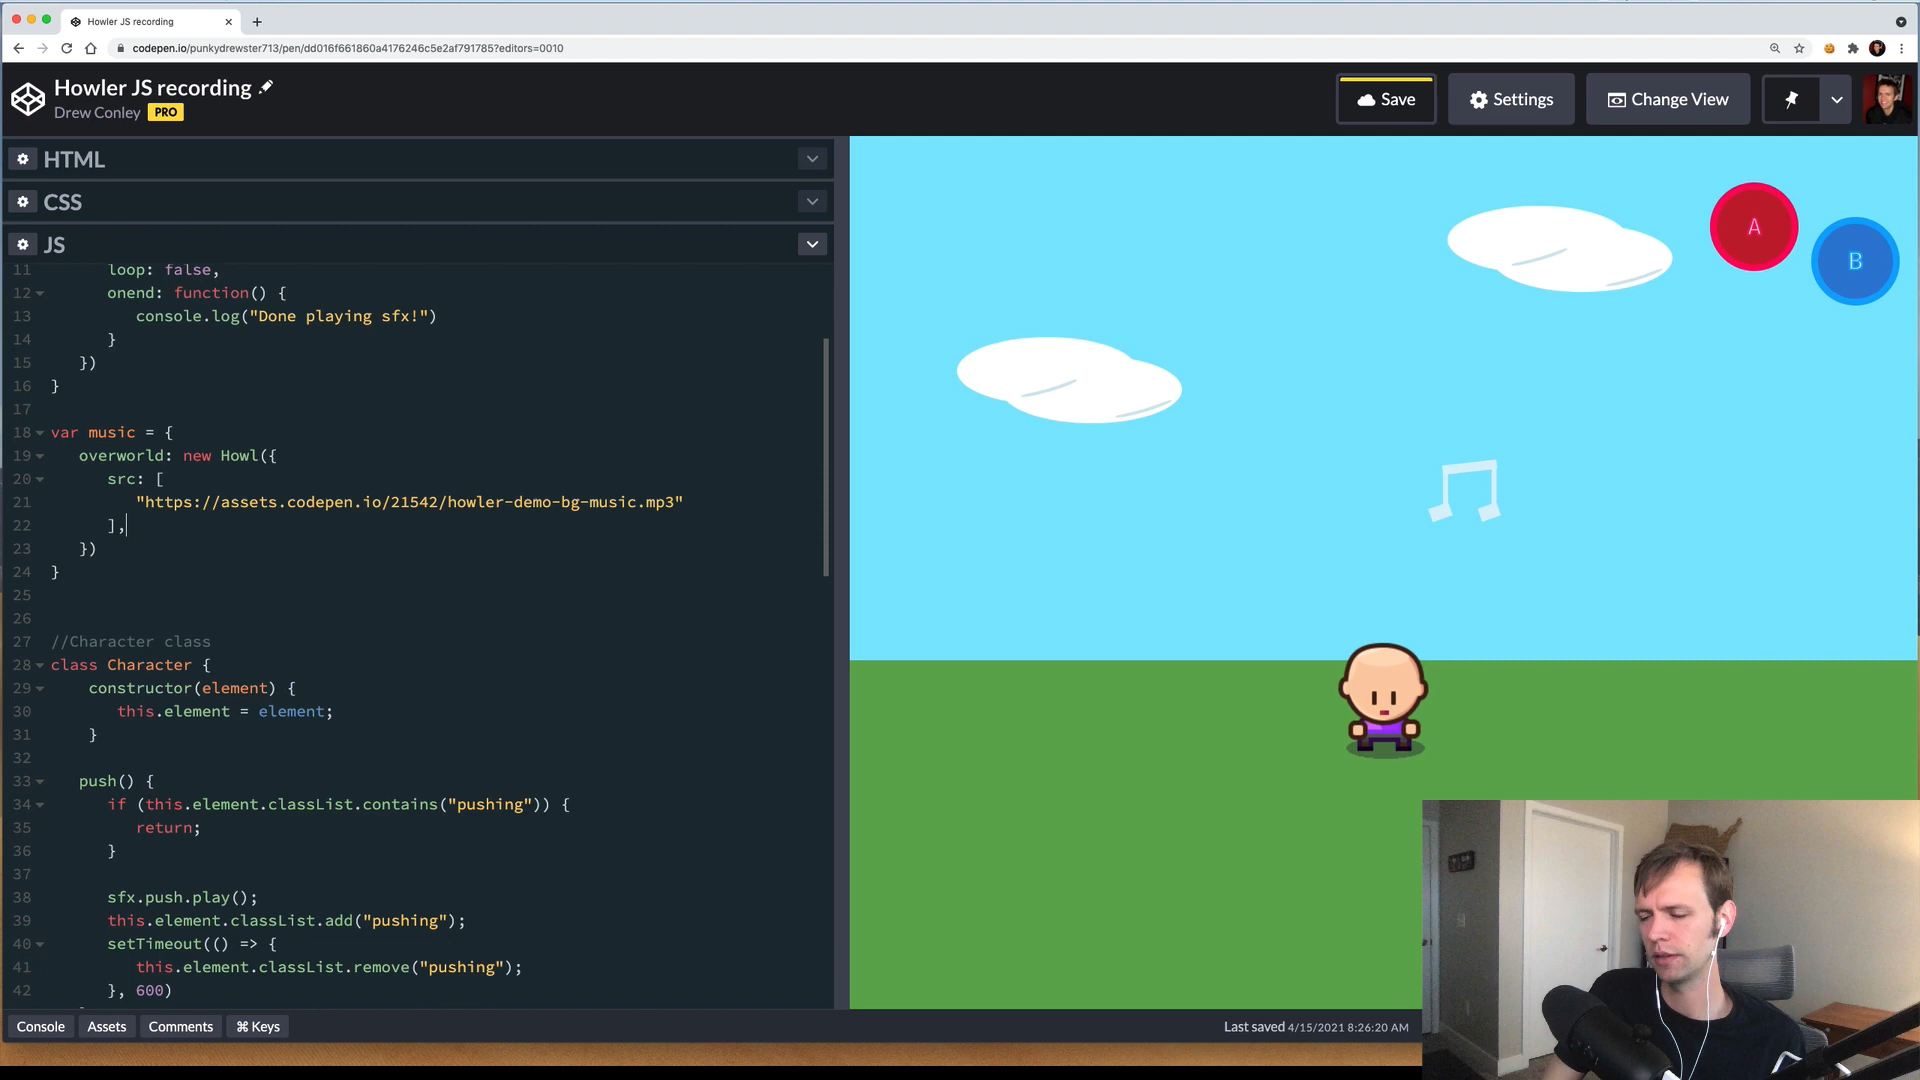 Howler JS recording
codepen.io/punkydrewster713/pen/dd016f661860a4176246c5e2af791785?editors=0010
Howler JS recording
Drew Conley PRO
Save
Settings
Change View
HTML
CSS
JS
11 loop: false,
12 onend: function() {
13 console.log("Done playing sfx!")
14 }
15 })
16 }
17
18 var music = {
19 overworld: new Howl({
20 src: [
21 "https://assets.codepen.io/21542/howler-demo-bg-music.mp3"
22 ],
23 })
24 }
25
26
27 //Character class
28 class Character {
29 constructor(element) {
30 this.element = element;
31 }
32
33 push() {
34 if (this.element.classList.contains("pushing")) {
35 return;
36 }
37
38 sfx.push.play();
39 this.element.classList.add("pushing");
40 setTimeout(() => {
41 this.element.classList.remove("pushing");
42 }, 600)
A
B
Console
Assets
Comments
⌘ Keys
Last saved 4/15/2021 8:26:20 AM